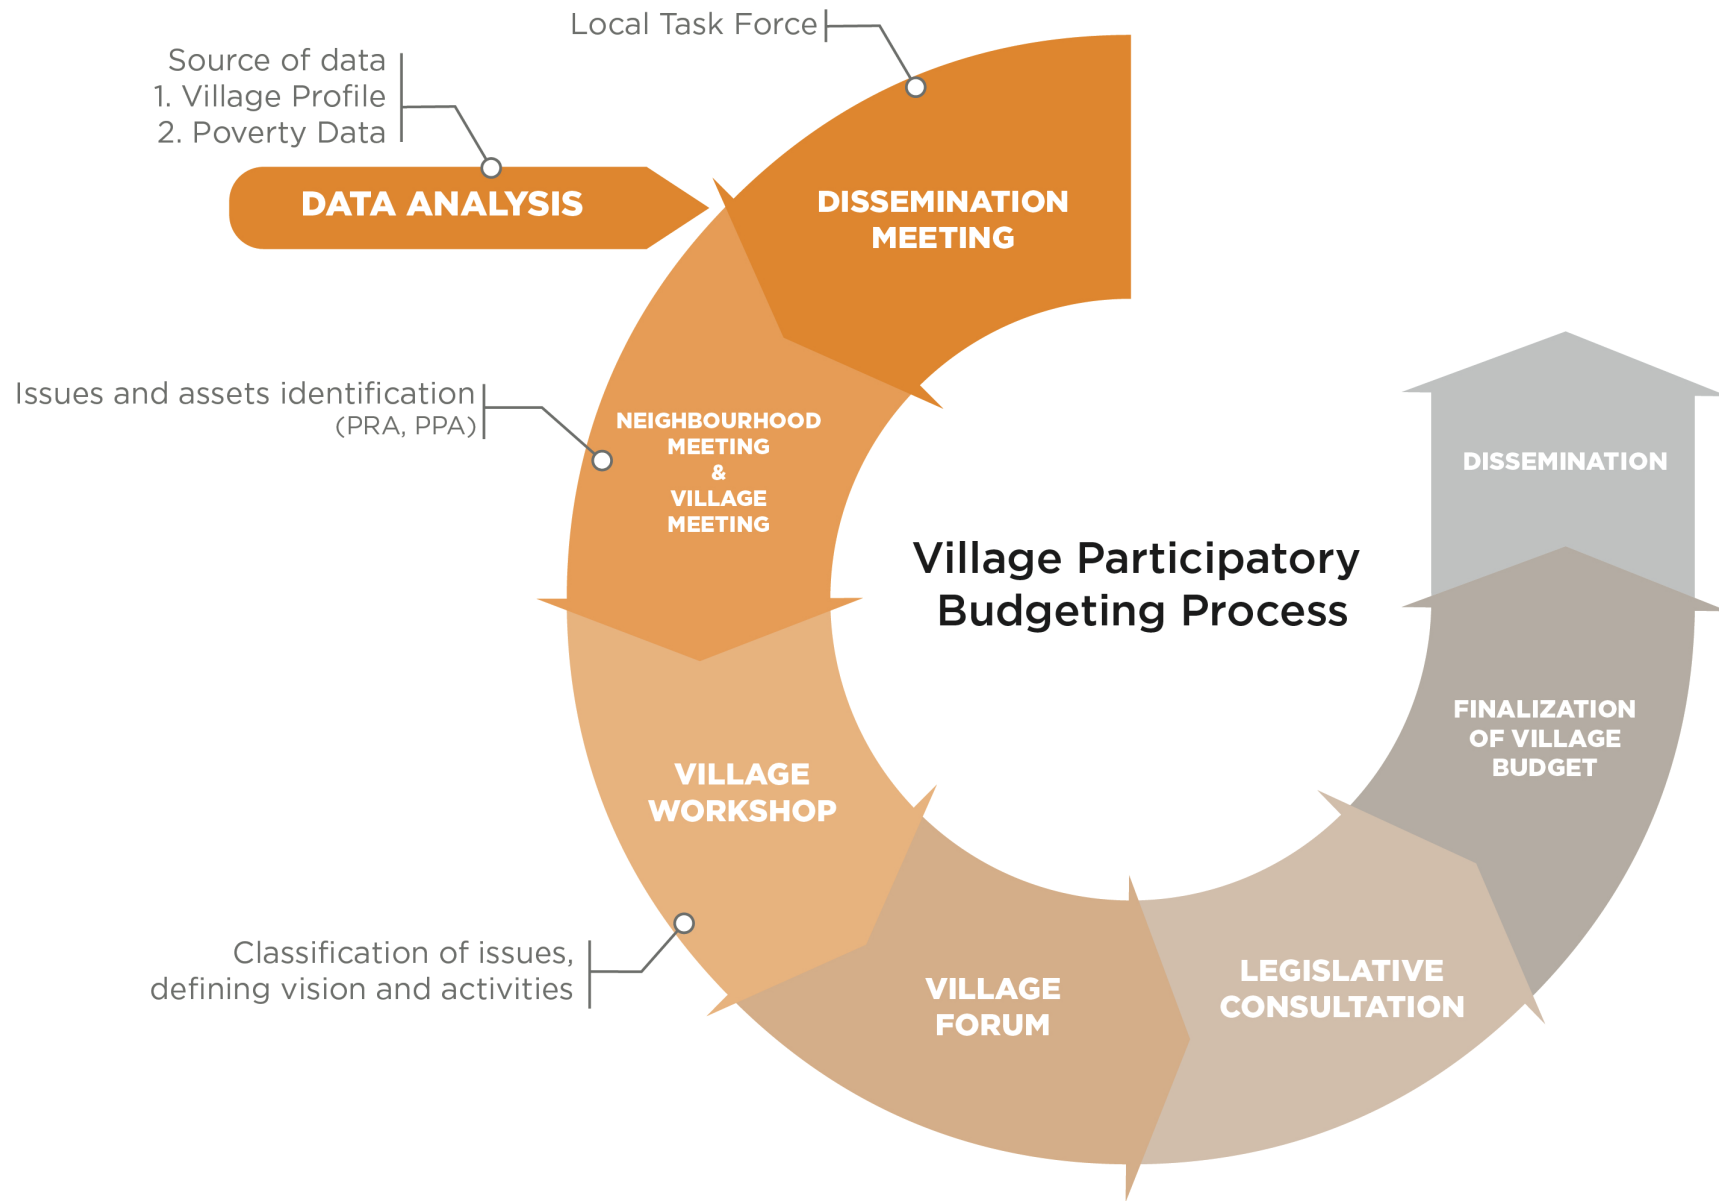 Local Task Force
Source of data
1. Village Profile
2. Poverty Data
DATA ANALYSIS
DISSEMINATION
MEETING
Issues and assets identification
(PRA, PPA)
NEIGHBOURHOOD
MEETING
&
VILLAGE
MEETING
Village Participatory
Budgeting Process
VILLAGE
WORKSHOP
Classification of issues,
defining vision and activities
VILLAGE
FORUM
LEGISLATIVE
CONSULTATION
FINALIZATION
OF VILLAGE
BUDGET
DISSEMINATION